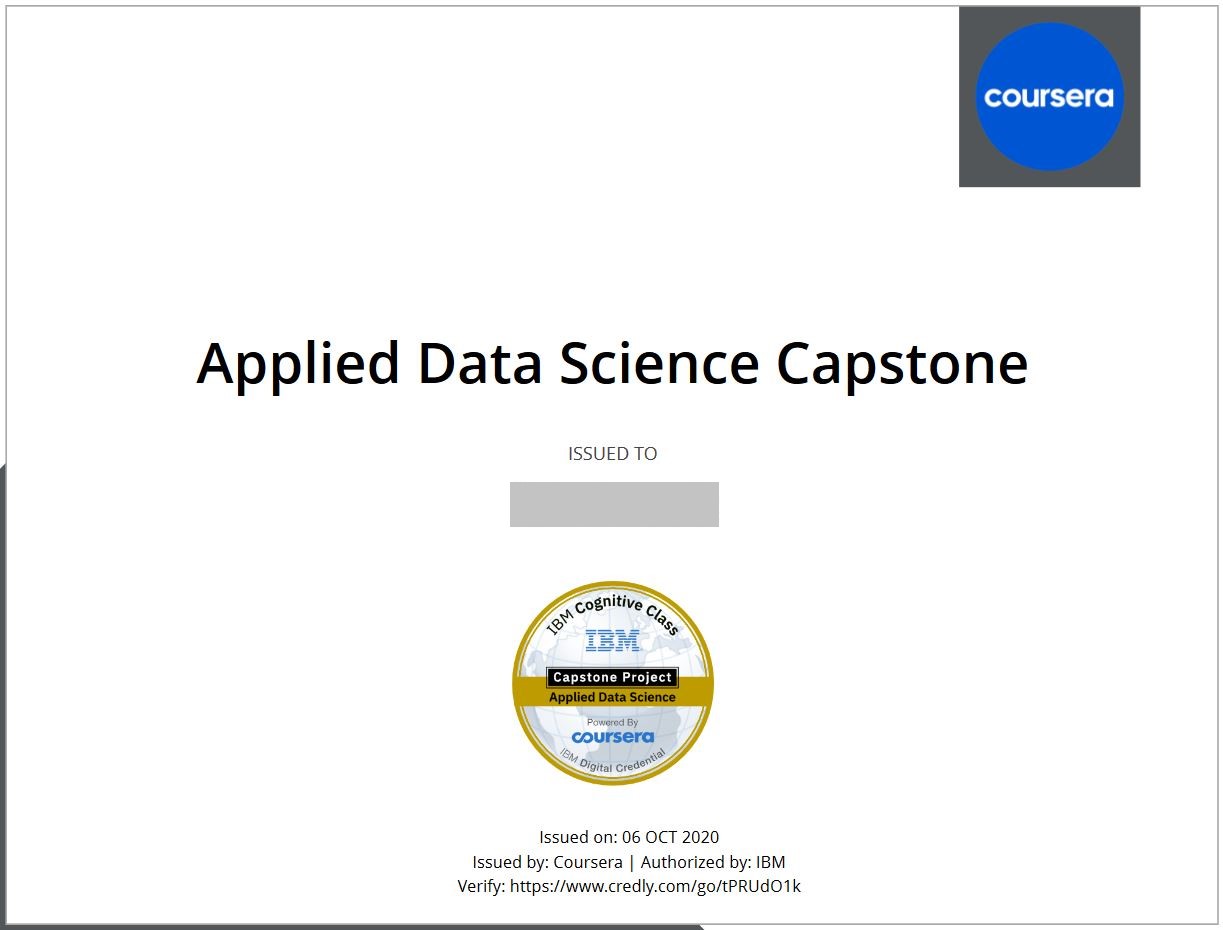 coursera
Applied Data Science Capstone
ISSUED TO
IBM Cognitive Class
IBM
Capstone Project
Applied Data Science
Powered By
coursera
IBM Digital Credential
Issued on: 06 OCT 2020
Issued by: Coursera | Authorized by: IBM
Verify: https://www.credly.com/go/tPRUdO1k